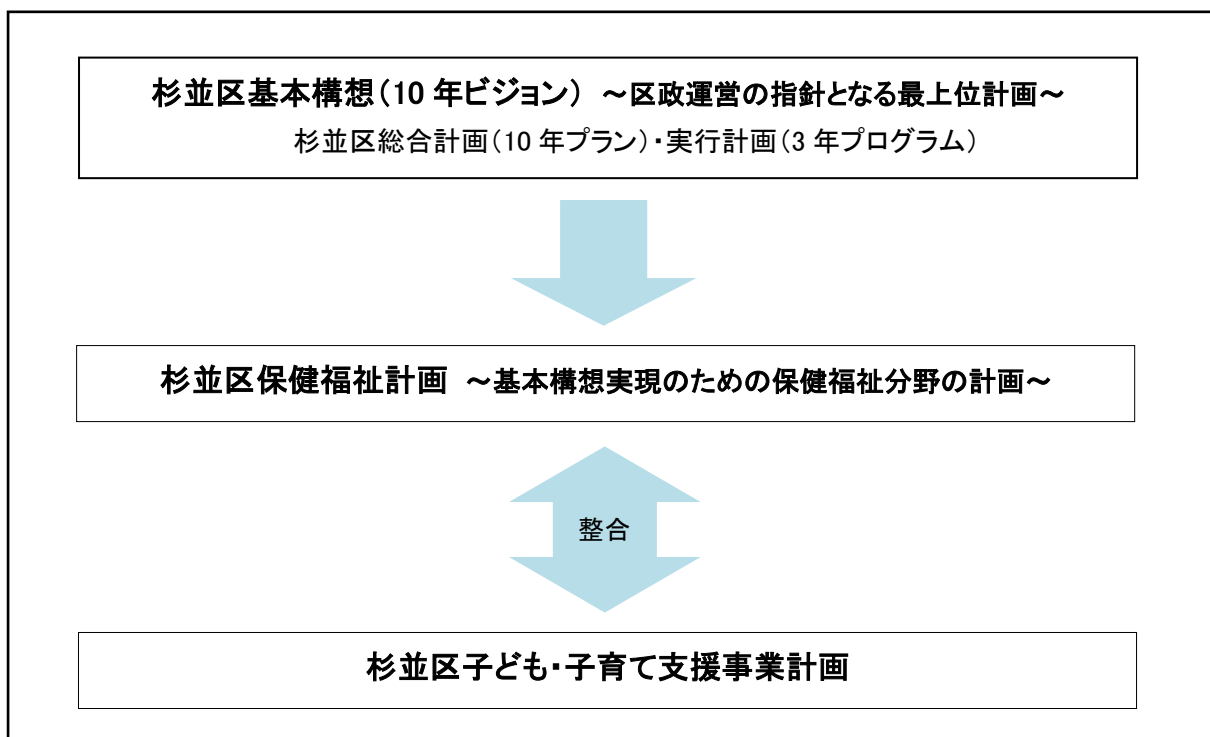 杉並区基本構想（10 年ビジョン） ～区政運営の指針となる最上位計画～
杉並区総合計画（10 年プラン）・実行計画（3 年プログラム）
杉並区保健福祉計画 ～基本構想実現のための保健福祉分野の計画～
整合
杉並区子ども・子育て支援事業計画